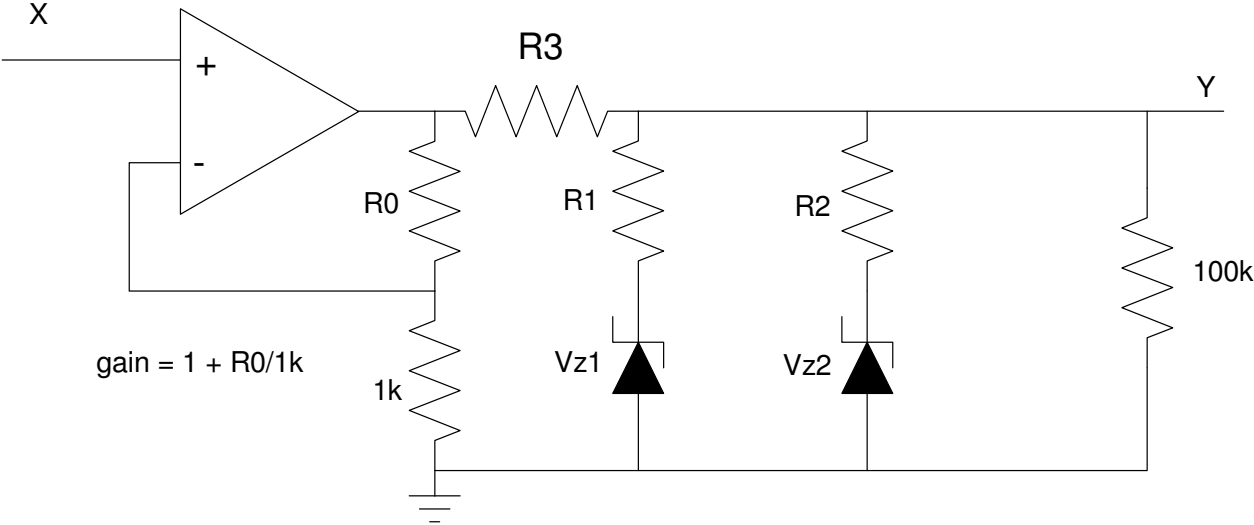 X
R3
Y
+
-
R0
R1
R2
100k
gain = 1 + R0/1k
1k
Vz1
Vz2